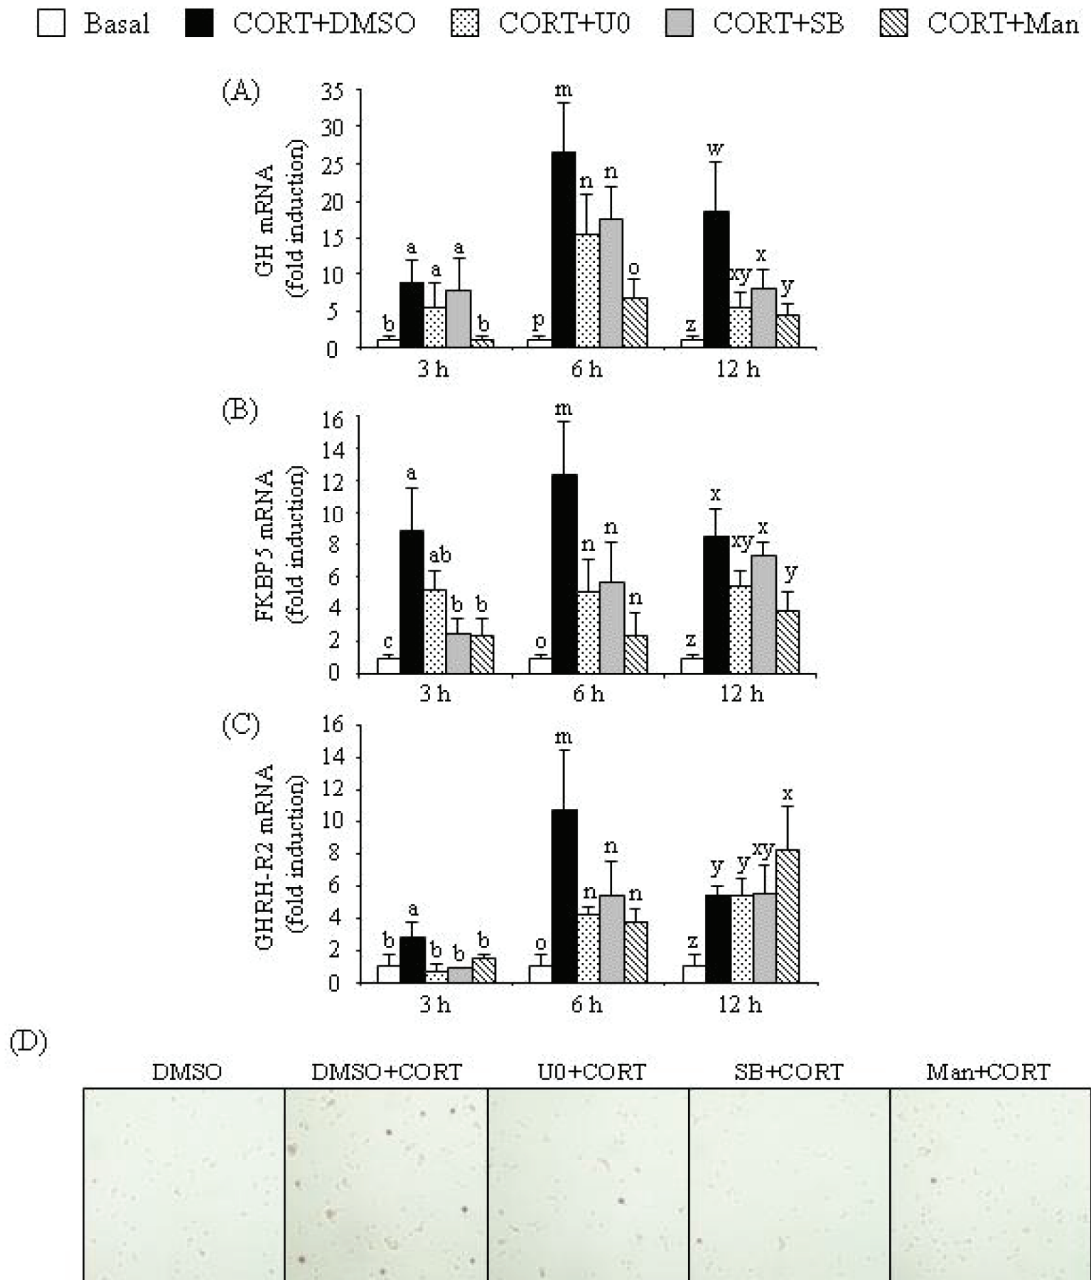 Basal CORT+DMSO CORT+U0 CORT+SB CORT+Man
(A)
GH mRNA
(fold induction)
35
30
25
20
15
10
5
0
b a a a b
p m n n o
z w xy x y
3 h 6 h 12 h
(B)
FKBP5 mRNA
(fold induction)
16
14
12
10
8
6
4
2
0
c a ab b b
o m n n n
z x xy x y
3 h 6 h 12 h
(C)
GHRH-R2 mRNA
(fold induction)
16
14
12
10
8
6
4
2
0
b a b b b
o m n n n
z y y xy x
3 h 6 h 12 h
(D)
DMSO DMSO+CORT U0+CORT SB+CORT Man+CORT